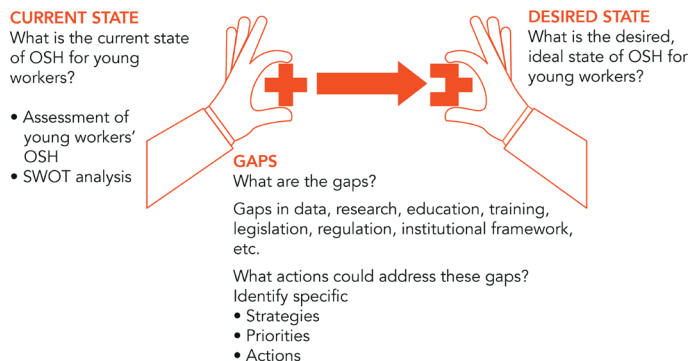 CURRENT STATE
What is the current state
of OSH for young
workers?
• Assessment of
young workers’
OSH
• SWOT analysis
GAPS
What are the gaps?
Gaps in data, research, education, training,
legislation, regulation, institutional framework,
etc.
What actions could address these gaps?
Identify specific
• Strategies
• Priorities
• Actions
DESIRED STATE
What is the desired,
ideal state of OSH for
young workers?